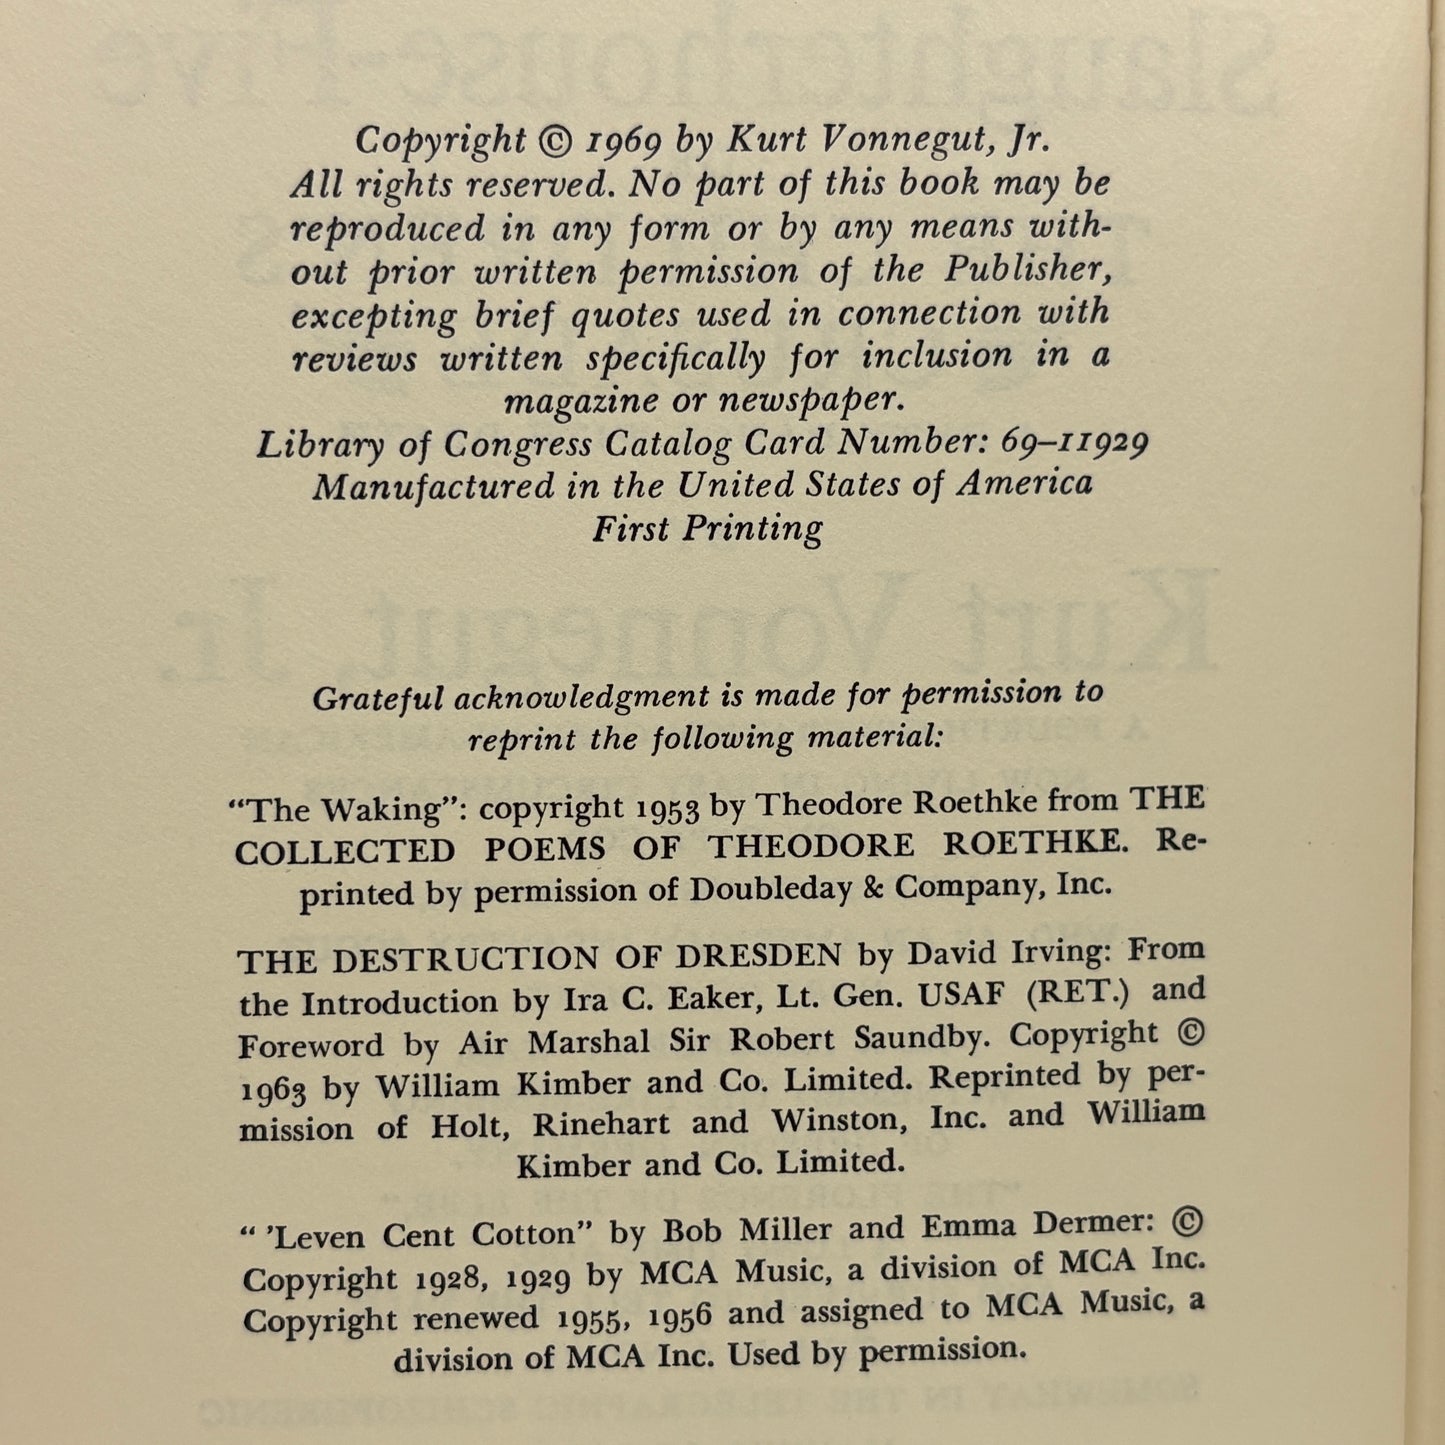 Copyright © 1969 by Kurt Vonnegut, Jr.
All rights reserved. No part of this book may be
reproduced in any form or by any means with-
out prior written permission of the Publisher,
excepting brief quotes used in connection with
reviews written specifically for inclusion in a
magazine or newspaper.
Library of Congress Catalog Card Number: 69–11929
Manufactured in the United States of America
First Printing
Grateful acknowledgment is made for permission to
reprint the following material:
“The Waking”: copyright 1953 by Theodore Roethke from THE
COLLECTED POEMS OF THEODORE ROETHKE. Re-
printed by permission of Doubleday & Company, Inc.
THE DESTRUCTION OF DRESDEN by David Irving: From
the Introduction by Ira C. Eaker, Lt. Gen. USAF (RET.) and
Foreword by Air Marshal Sir Robert Saundby. Copyright ©
1963 by William Kimber and Co. Limited. Reprinted by per-
mission of Holt, Rinehart and Winston, Inc. and William
Kimber and Co. Limited.
“ ’Leven Cent Cotton” by Bob Miller and Emma Dermer: ©
Copyright 1928, 1929 by MCA Music, a division of MCA Inc.
Copyright renewed 1955, 1956 and assigned to MCA Music, a
division of MCA Inc. Used by permission.